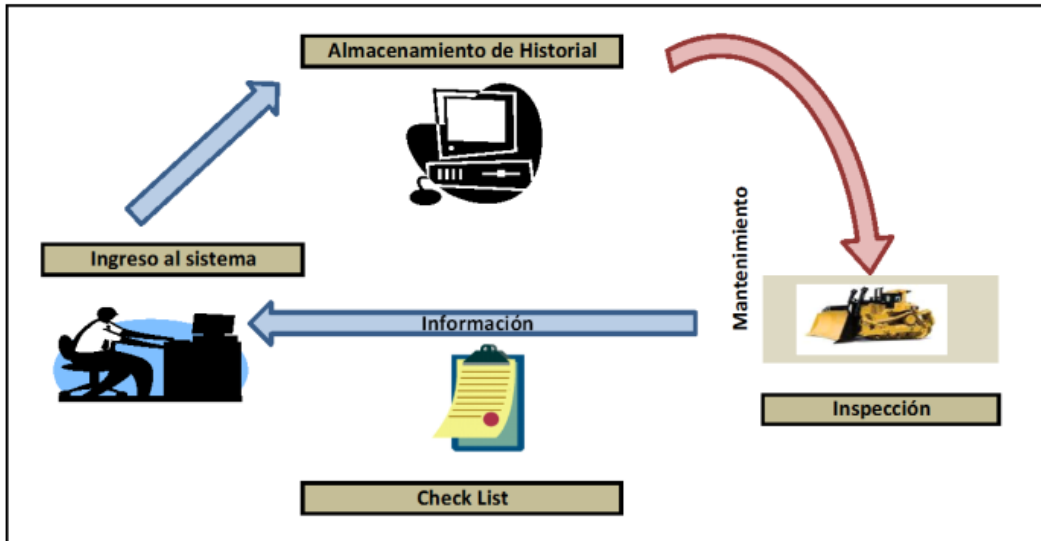 Almacenamiento de Historial
Mantenimiento
Ingreso al sistema
Información
Inspección
Check List